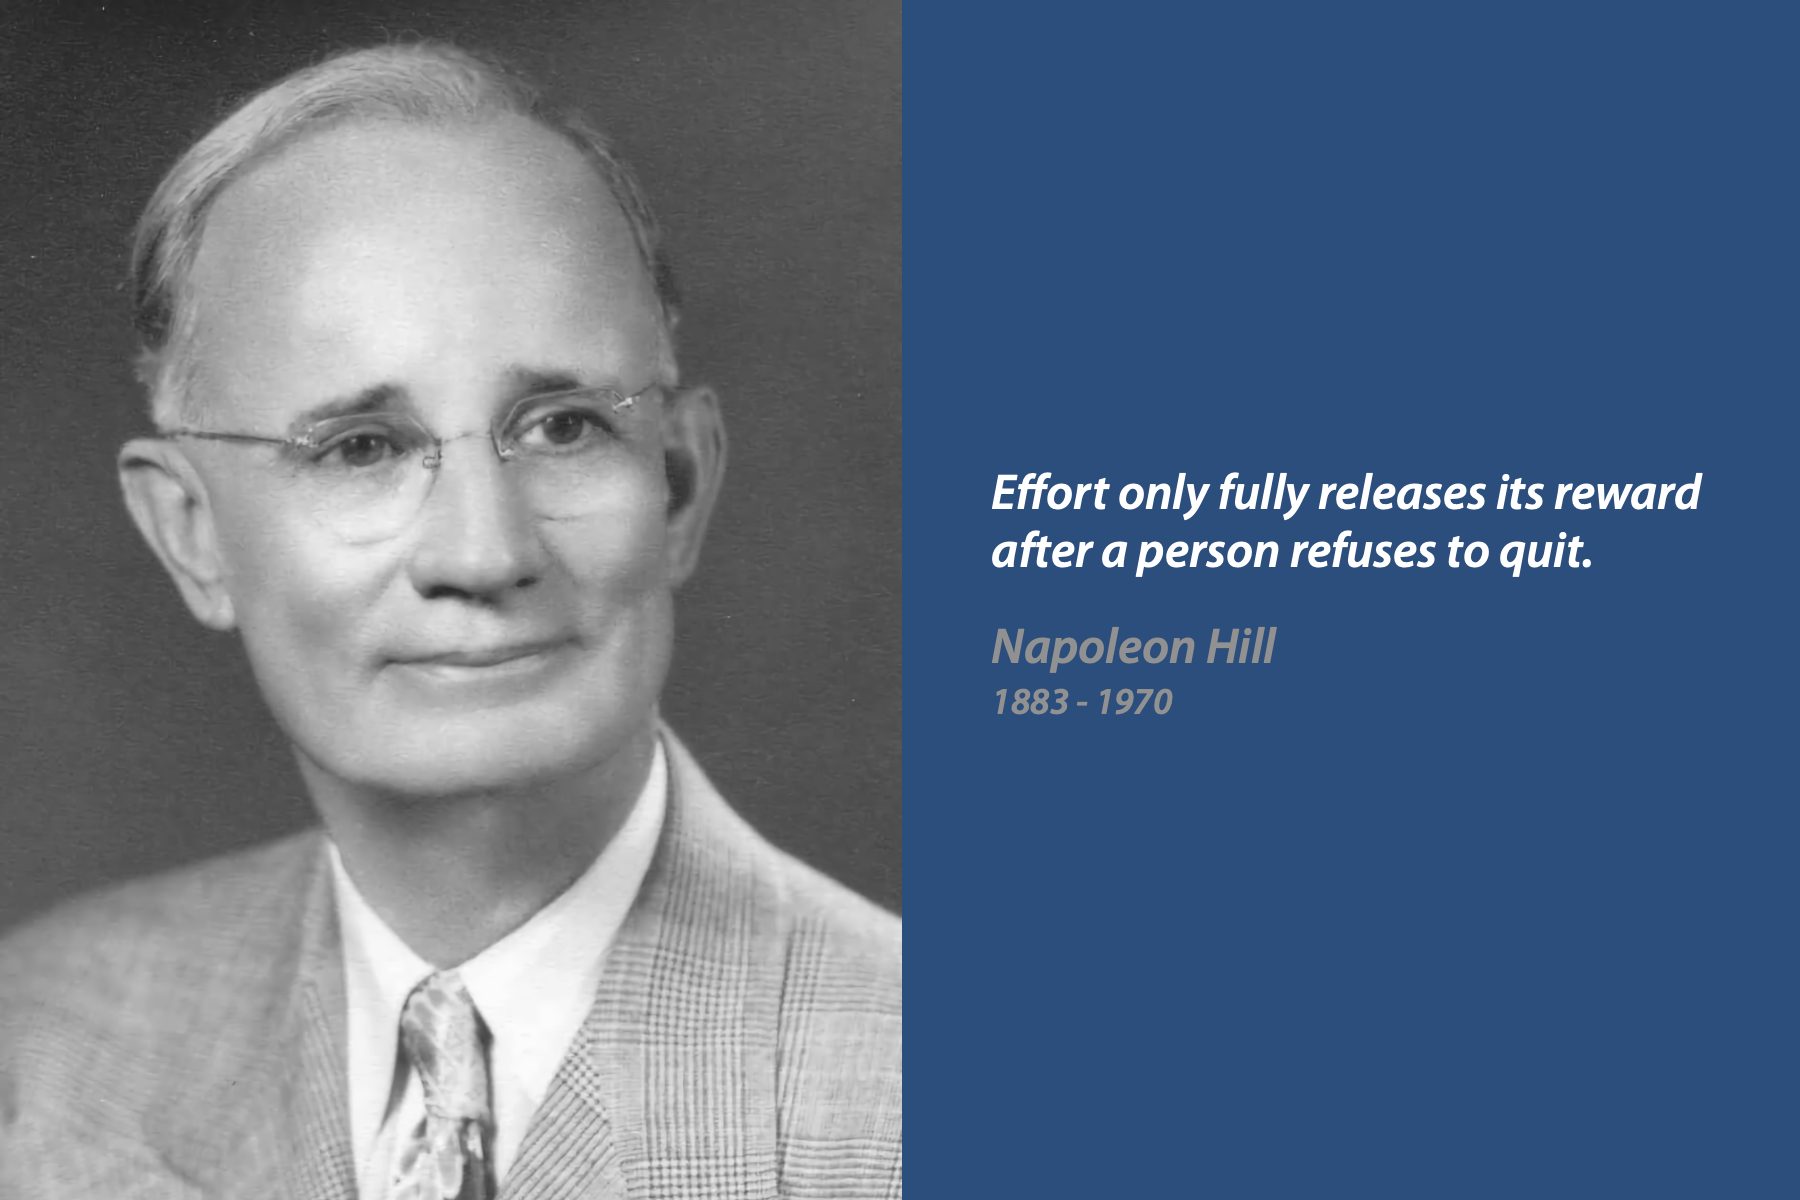 Effort only fully releases its reward
after a person refuses to quit.
Napoleon Hill
1883 - 1970